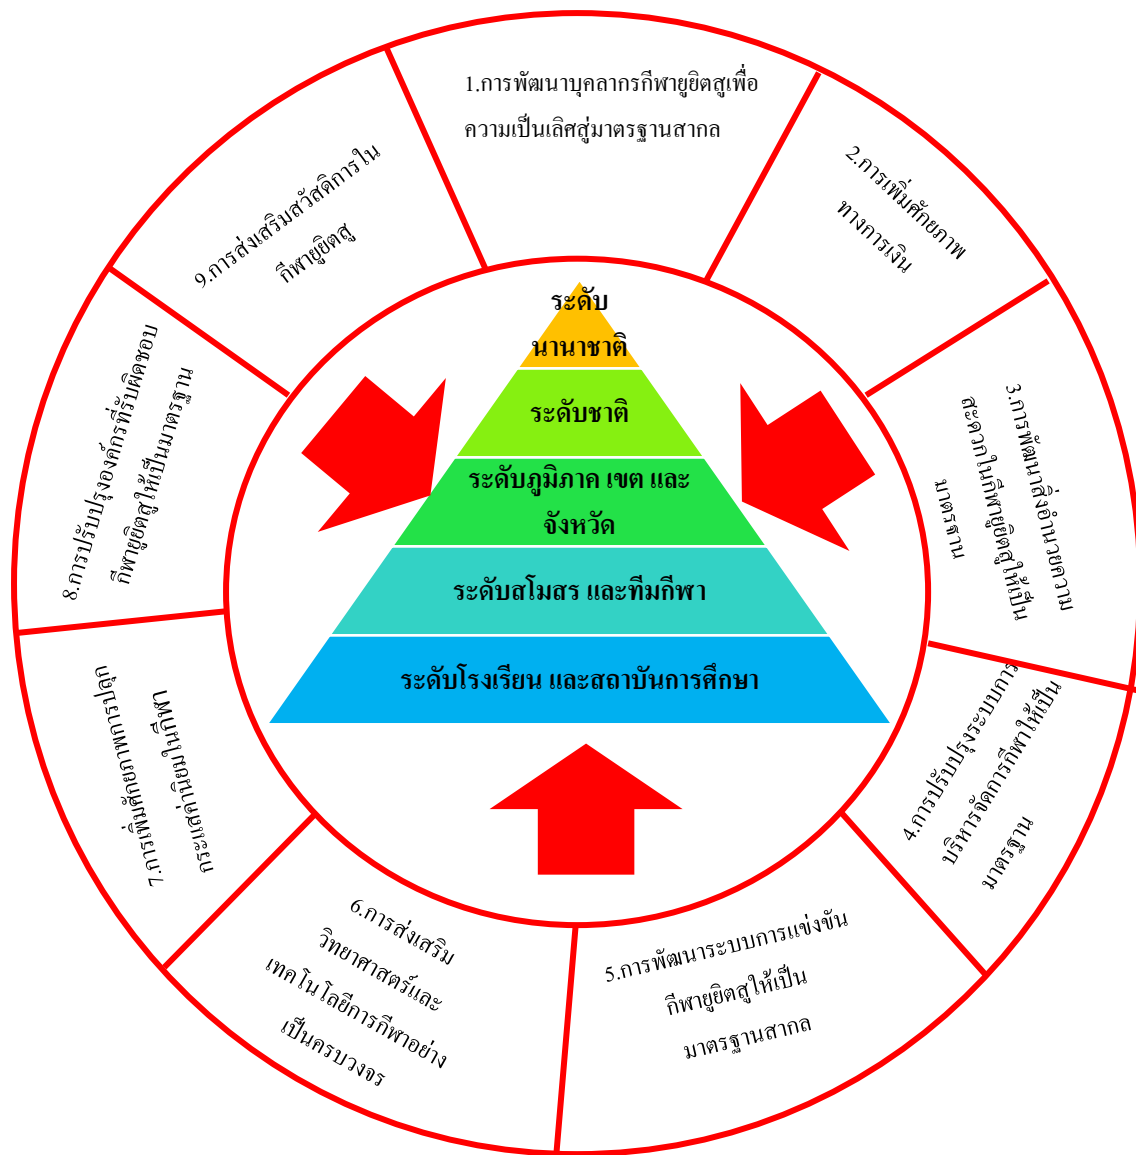 1.การพัฒนาบุคลากรกีฬายูยิตสูเพื่อ
ความเป็นเลิศสู่มาตรฐานสากล
2.การเพิ่มศักยภาพ
ทางการเงิน
3.การพัฒนาสิ่งอำนวยความ
สะดวกในกีฬายูยิตสูให้เป็น
มาตรฐาน
4.การปรับปรุงระบบการ
บริหารจัดการกีฬาให้เป็น
มาตรฐาน
5.การพัฒนาระบบการแข่งขัน
กีฬายูยิตสูให้เป็น
มาตรฐานสากล
6.การส่งเสริม
วิทยาศาสตร์และ
เทคโนโลยีการกีฬาอย่าง
เป็นครบวงจร
7.การเพิ่มศักยภาพการปลุก
กระแสค่านิยมในกีฬา
8.การปรับปรุงองค์กรที่รับผิดชอบ
กีฬายูยิตสูให้เป็นมาตรฐาน
9.การส่งเสริมสวัสดิการใน
กีฬายูยิตสู
ระดับ
นานาชาติ
ระดับชาติ
ระดับภูมิภาค เขต และ
จังหวัด
ระดับสโมสร และทีมกีฬา
ระดับโรงเรียน และสถาบันการศึกษา